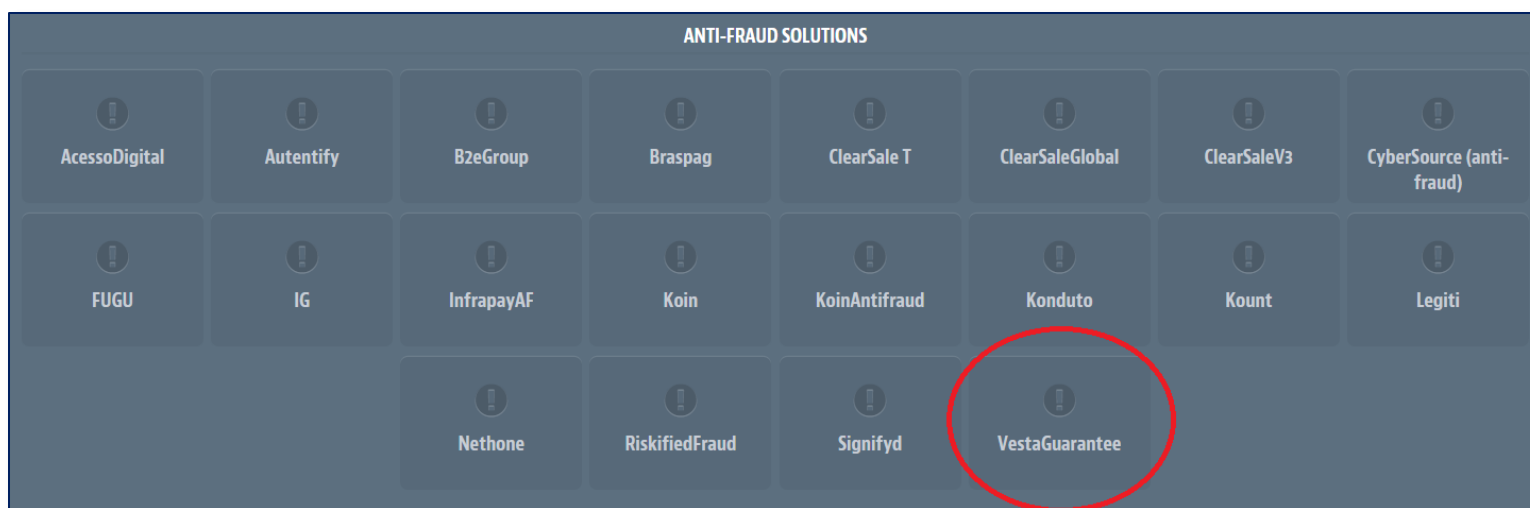 ANTI-FRAUD SOLUTIONS
AcessoDigital
Autentify
B2eGroup
Braspag
ClearSale T
ClearSaleGlobal
ClearSaleV3
CyberSource (anti-
fraud)
FUGU
IG
InfrapayAF
Koin
KoinAntifraud
Konduto
Kount
Legiti
Nethone
RiskifiedFraud
Signifyd
VestaGuarantee